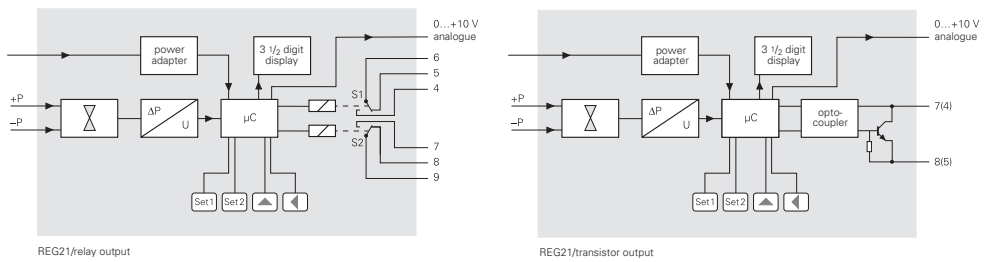 0...+10 V
analogue
power
adapter
3 1/2 digit
display
6
5
4
S1
+P
–P
ΔP
U
µC
S2
7
8
9
Set 1
Set 2
REG21/relay output
0...+10 V
analogue
power
adapter
3 1/2 digit
display
+P
–P
ΔP
U
µC
opto-
coupler
7(4)
8(5)
Set 1
Set 2
REG21/transistor output